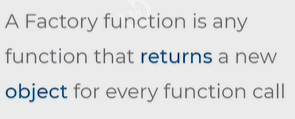 A Factory function is any
function that returns a new
object for every function call